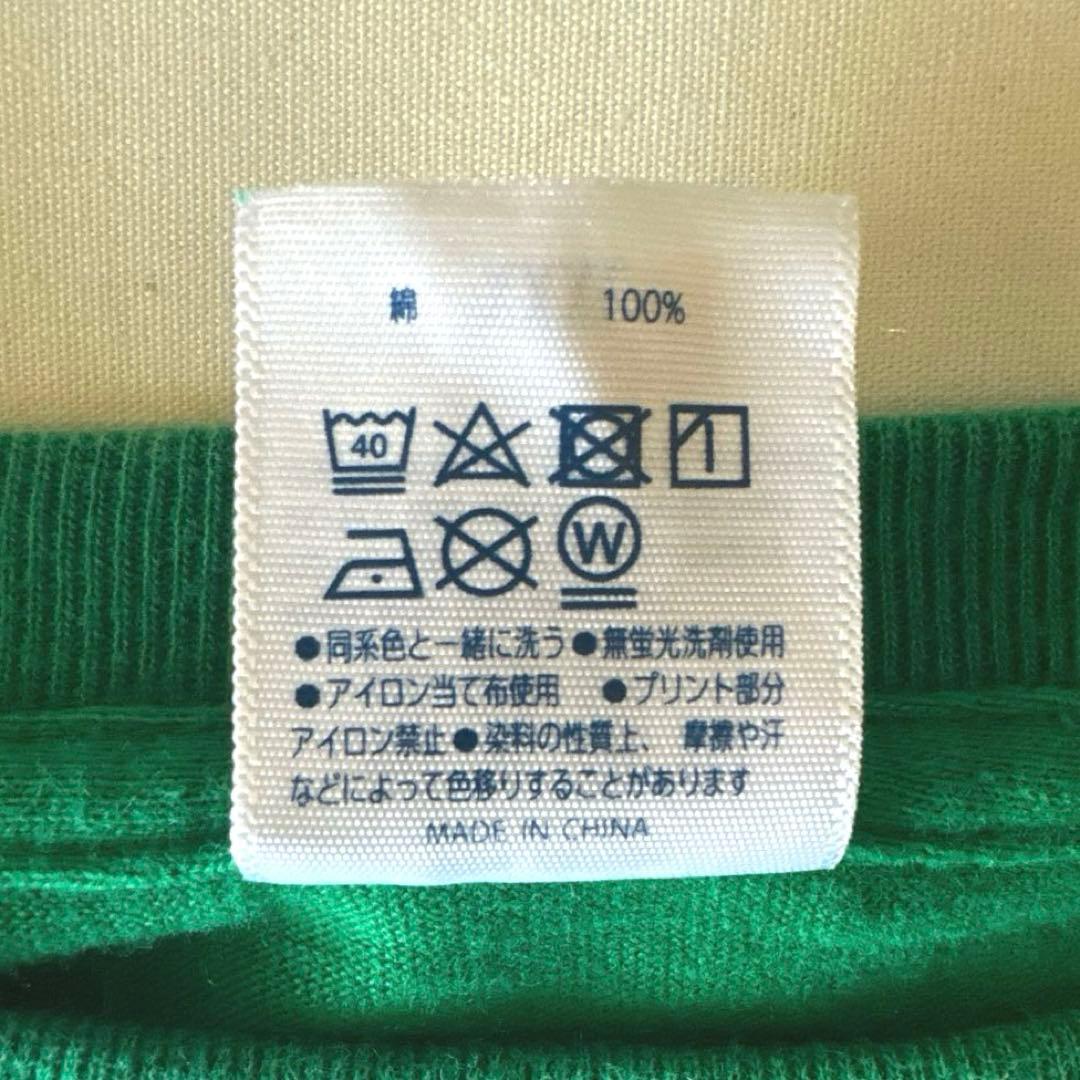 綿 100%
40
W
●同系色と一緒に洗う ●無蛍光洗剤使用
●アイロン当て布使用 ●プリント部分
アイロン禁止 ●染料の性質上、摩擦や汗
などによって色移りすることがあります
MADE IN CHINA